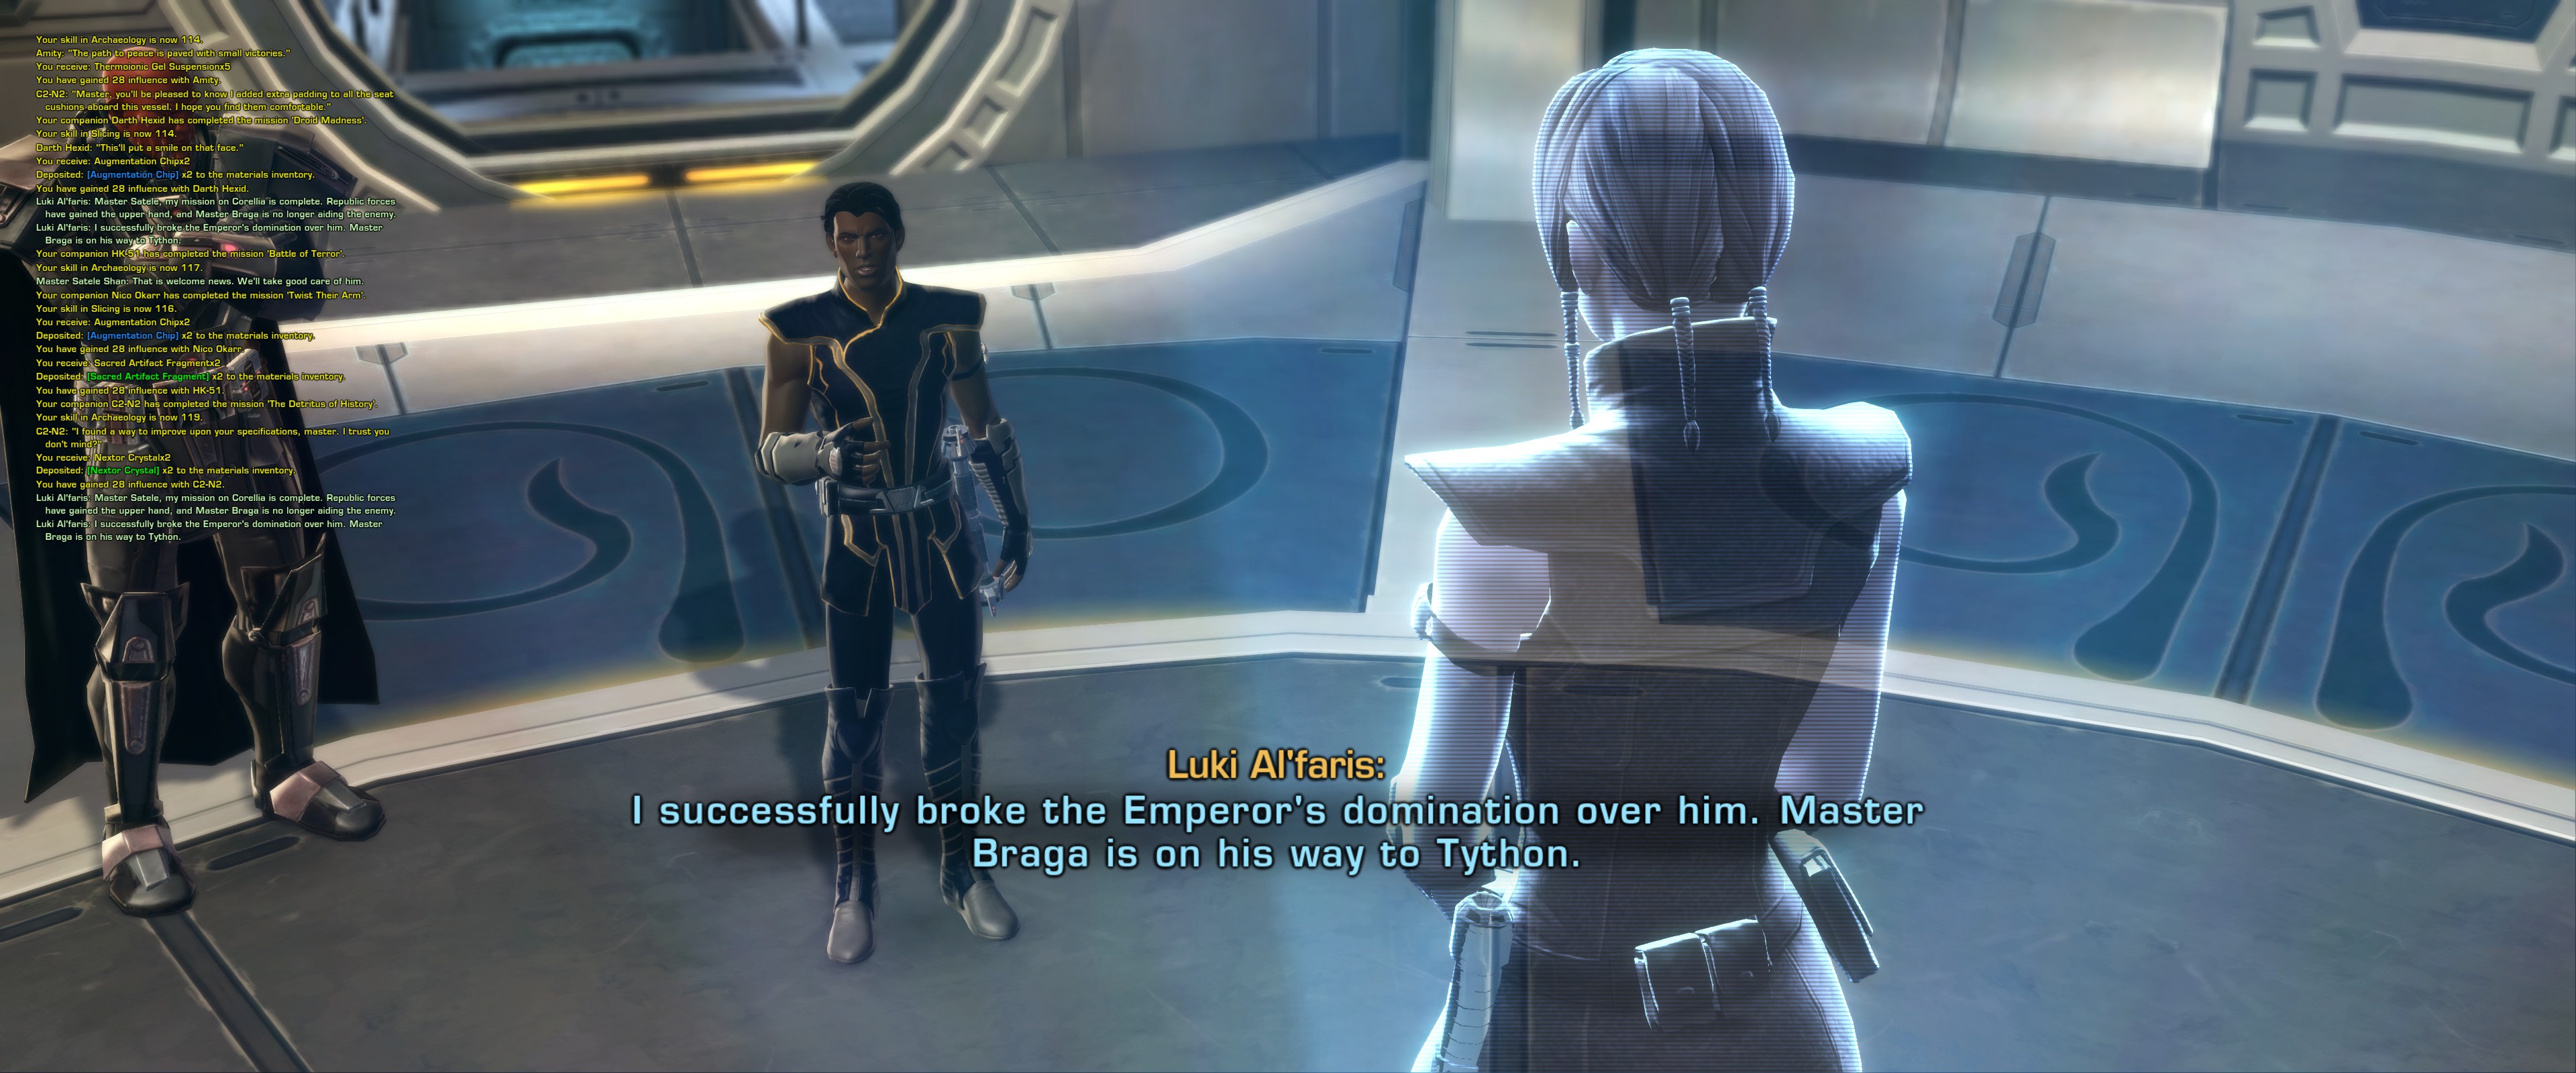 Your skill in Archaeology is now 114.
Amity: "The path to peace is paved with small victories."
You receive: Thermoionic Gel Suspensionx5
You have gained 28 influence with Amity.
C2-N2: "Master, you'll be pleased to know I added extra padding to all the seat
cushions aboard this vessel. I hope you find them comfortable."
Your companion Darth Hexid has completed the mission 'Droid Madness'.
Your skill in Slicing is now 114.
Darth Hexid: "This'll put a smile on that face."
You receive: Augmentation Chipx2
Deposited: [Augmentation Chip] x2 to the materials inventory.
You have gained 28 influence with Darth Hexid.
Luki Al'faris: Master Satele, my mission on Corellia is complete. Republic forces
have gained the upper hand, and Master Braga is no longer aiding the enemy.
Luki Al'faris: I successfully broke the Emperor's domination over him. Master
Braga is on his way to Tython.
Your companion HK-51 has completed the mission 'Battle of Terror'.
Your skill in Archaeology is now 117.
Master Satele Shan: That is welcome news. We'll take good care of him.
Your companion Nico Okarr has completed the mission 'Twist Their Arm'.
Your skill in Slicing is now 116.
You receive: Augmentation Chipx2
Deposited: [Augmentation Chip] x2 to the materials inventory.
You have gained 28 influence with Nico Okarr.
You receive: Sacred Artifact Fragmentx2
Deposited: [Sacred Artifact Fragment] x2 to the materials inventory.
You have gained 28 influence with HK-51.
Your companion C2-N2 has completed the mission 'The Detritus of History'.
Your skill in Archaeology is now 119.
C2-N2: "I found a way to improve upon your specifications, master. I trust you
don't mind?"
You receive: Nextor Crystalx2
Deposited: [Nextor Crystal] x2 to the materials inventory.
You have gained 28 influence with C2-N2.
Luki Al'faris: Master Satele, my mission on Corellia is complete. Republic forces
have gained the upper hand, and Master Braga is no longer aiding the enemy.
Luki Al'faris: I successfully broke the Emperor's domination over him. Master
Braga is on his way to Tython.
Luki Al'faris:
I successfully broke the Emperor's domination over him. Master
Braga is on his way to Tython.